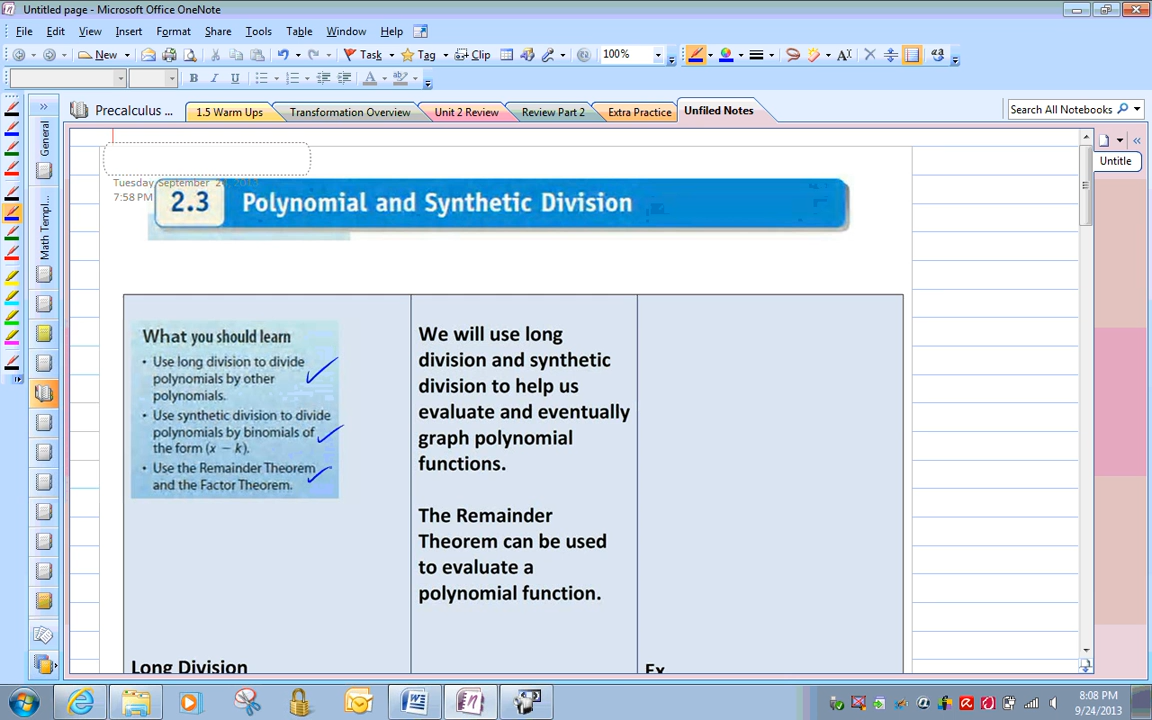 Untitled page - Microsoft Office OneNote
File Edit View Insert Format Share Tools Table Window Help
New Task Tag Clip 100%
B I U A
Precalculus ... 1.5 Warm Ups Transformation Overview Unit 2 Review Review Part 2 Extra Practice Unfiled Notes Search All Notebooks
General
Math Templ...
Untitle
Tuesday, September 24, 2013
7:58 PM
2.3 Polynomial and Synthetic Division
What you should learn
• Use long division to divide
polynomials by other
polynomials.
• Use synthetic division to divide
polynomials by binomials of
the form (x − k).
• Use the Remainder Theorem
and the Factor Theorem.
We will use long
division and synthetic
division to help us
evaluate and eventually
graph polynomial
functions.
The Remainder
Theorem can be used
to evaluate a
polynomial function.
Long Division
Ex
8:08 PM
9/24/2013